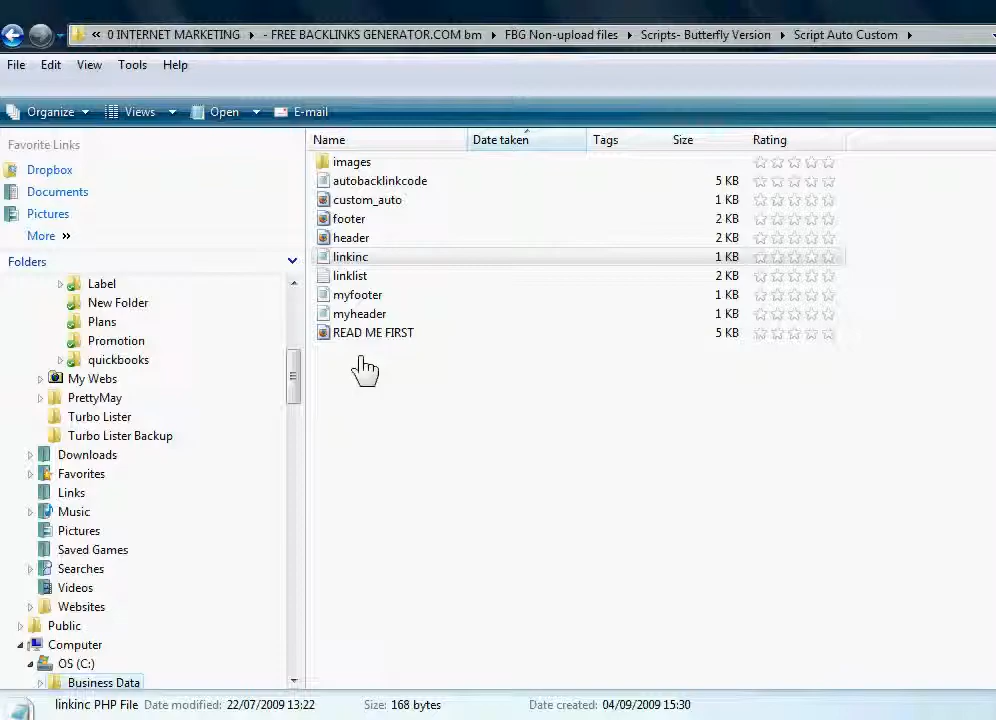 « 0 INTERNET MARKETING ▸ - FREE BACKLINKS GENERATOR.COM bm ▸ FBG Non-upload files ▸ Scripts- Butterfly Version ▸ Script Auto Custom ▸
File Edit View Tools Help
Organize Views Open E-mail
Favorite Links
Dropbox
Documents
Pictures
More »
Folders
Label
New Folder
Plans
Promotion
quickbooks
My Webs
PrettyMay
Turbo Lister
Turbo Lister Backup
Downloads
Favorites
Links
Music
Pictures
Saved Games
Searches
Videos
Websites
Public
Computer
OS (C:)
Business Data
Name Date taken Tags Size Rating
images
autobacklinkcode 5 KB
custom_auto 1 KB
footer 2 KB
header 2 KB
linkinc 1 KB
linklist 2 KB
myfooter 1 KB
myheader 1 KB
READ ME FIRST 5 KB
linkinc PHP File Date modified: 22/07/2009 13:22 Size: 168 bytes Date created: 04/09/2009 15:30